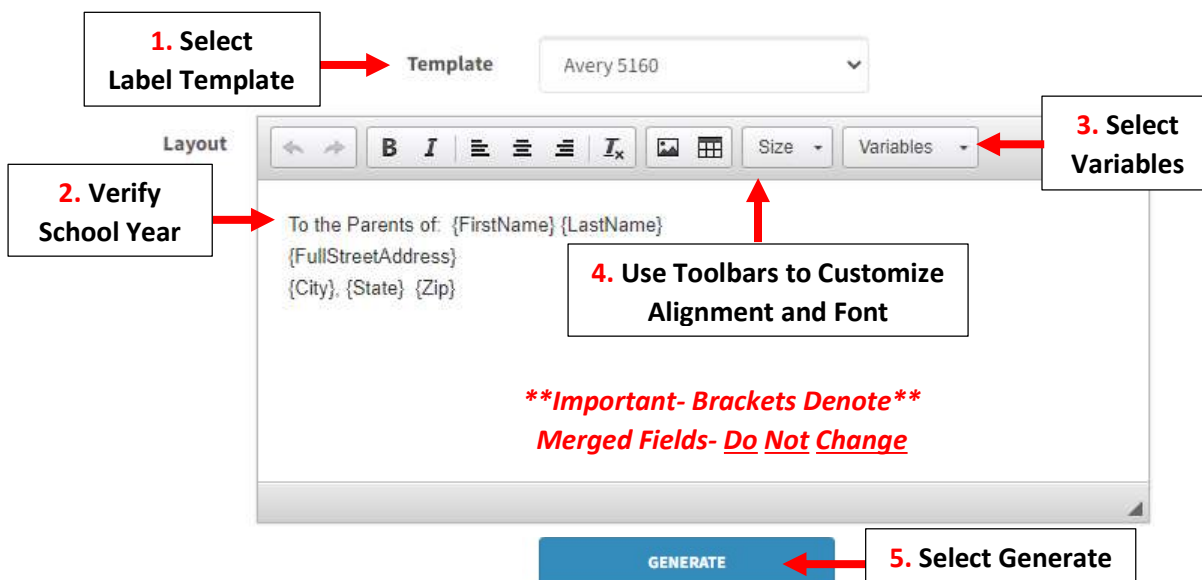 1. Select
Label Template
Template
Avery 5160
Layout
B I
Size
Variables
3. Select
Variables
2. Verify
School Year
To the Parents of:  {FirstName} {LastName}
{FullStreetAddress}
{City}, {State}  {Zip}
4. Use Toolbars to Customize
Alignment and Font
**Important- Brackets Denote**
Merged Fields- Do Not Change
GENERATE
5. Select Generate